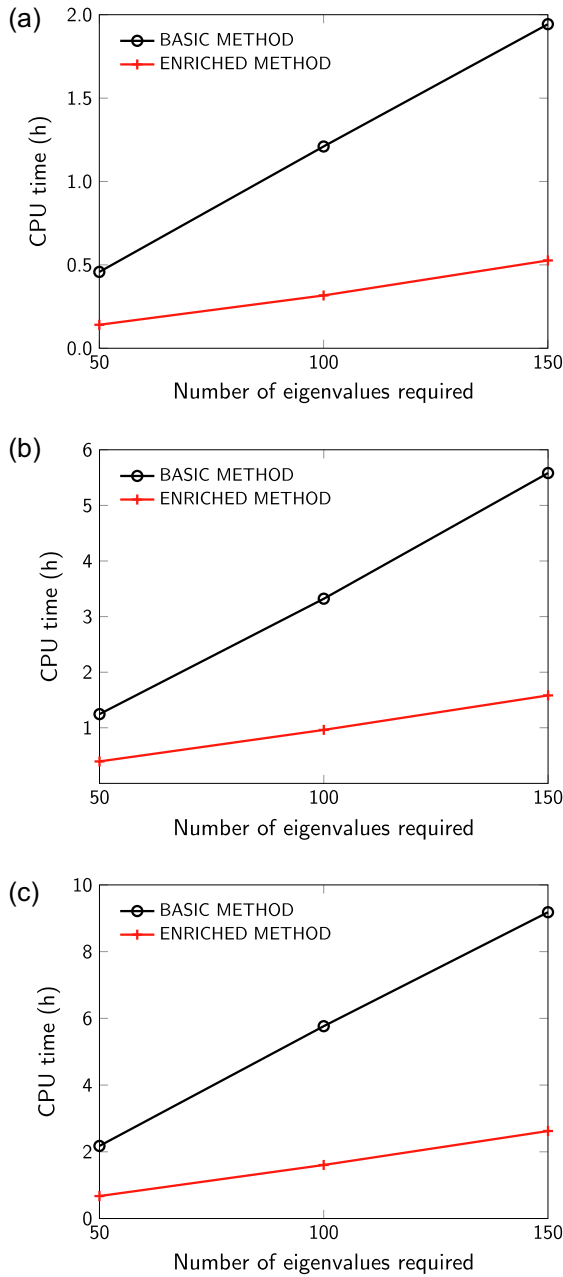 (a)
2.0
BASIC METHOD
ENRICHED METHOD
1.5
CPU time (h)
1.0
0.5
0.0
50 100 150
Number of eigenvalues required
(b)
6
BASIC METHOD
ENRICHED METHOD
5
4
CPU time (h)
3
2
1
50 100 150
Number of eigenvalues required
(c)
10
BASIC METHOD
ENRICHED METHOD
8
CPU time (h)
6
4
2
0
50 100 150
Number of eigenvalues required